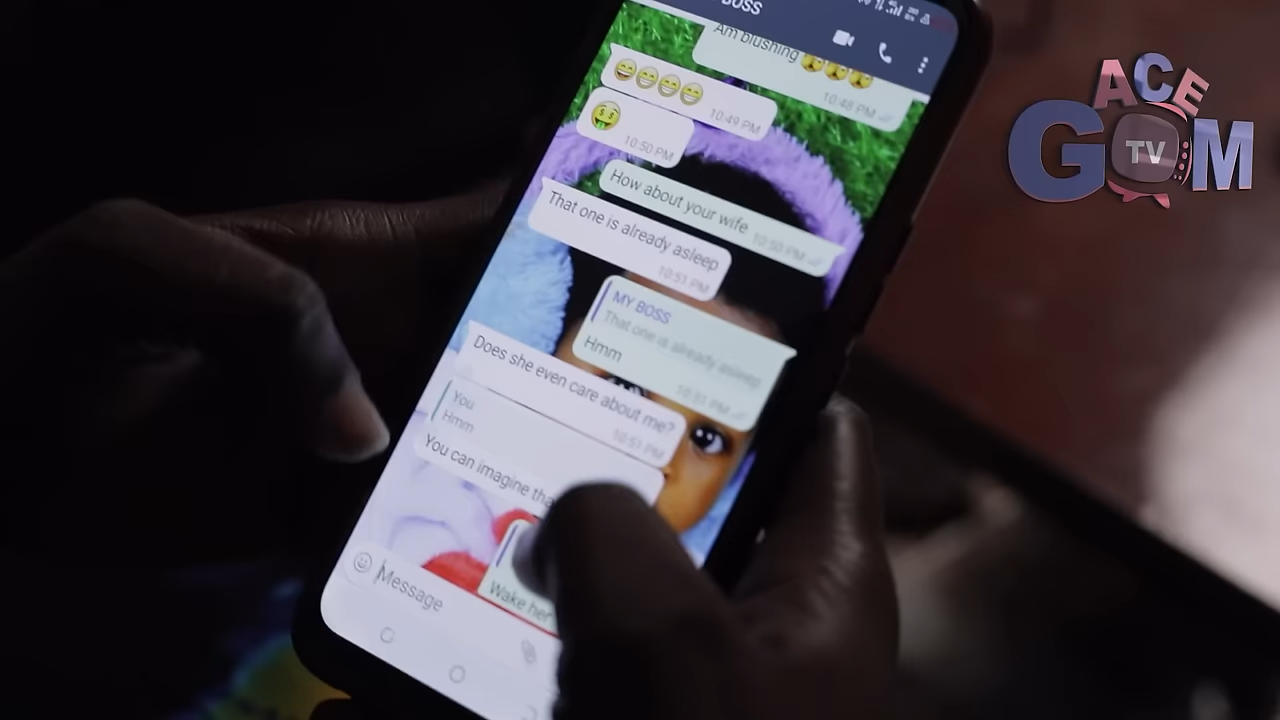 BOSS
Am blushing
10:48 PM
10:49 PM
10:50 PM
How about your wife
10:50 PM
That one is already asleep
10:51 PM
MY BOSS
That one is already asleep
Hmm
10:51 PM
Does she even care about me?
10:51 PM
You
Hmm
You can imagine
Wake her
Message
ACE
GOM
TV